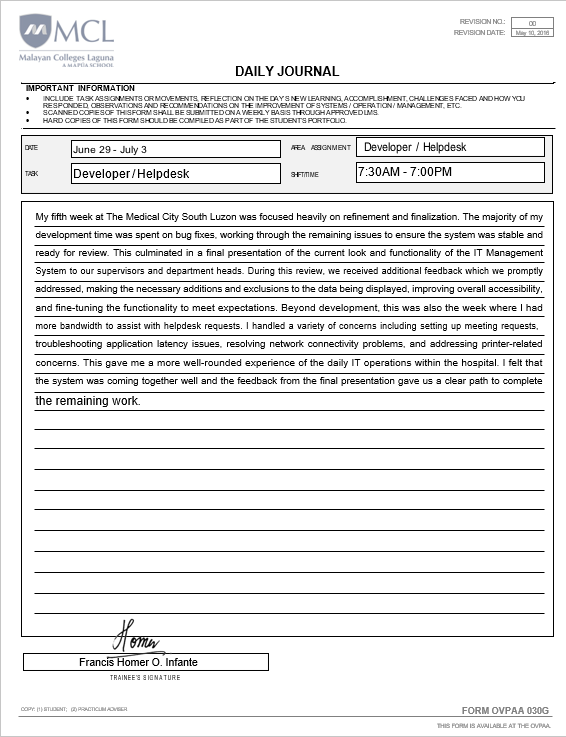 MCL
Malayan Colleges Laguna
A MAPÚA SCHOOL
REVISION NO.: 00
REVISION DATE: May 10, 2016
DAILY JOURNAL
IMPORTANT INFORMATION
• INCLUDE TASK ASSIGNMENTS OR MOVEMENTS, REFLECTION ON THE DAY'S NEW LEARNING, ACCOMPLISHMENT, CHALLENGES FACED AND HOW YOU
RESPONDED, OBSERVATIONS AND RECOMMENDATIONS ON THE IMPROVEMENT OF SYSTEMS / OPERATION / MANAGEMENT, ETC.
• SCANNED COPIES OF THIS FORM SHALL BE SUBMITTED ON A WEEKLY BASIS THROUGH APPROVED LMS.
• HARD COPIES OF THIS FORM SHOULD BE COMPILED AS PART OF THE STUDENT'S PORTFOLIO.
DATE June 29 - July 3 AREA ASSIGNMENT Developer / Helpdesk
TASK Developer / Helpdesk SHIFT/TIME 7:30AM - 7:00PM
My fifth week at The Medical City South Luzon was focused heavily on refinement and finalization. The majority of my
development time was spent on bug fixes, working through the remaining issues to ensure the system was stable and
ready for review. This culminated in a final presentation of the current look and functionality of the IT Management
System to our supervisors and department heads. During this review, we received additional feedback which we promptly
addressed, making the necessary additions and exclusions to the data being displayed, improving overall accessibility,
and fine-tuning the functionality to meet expectations. Beyond development, this was also the week where I had
more bandwidth to assist with helpdesk requests. I handled a variety of concerns including setting up meeting requests,
troubleshooting application latency issues, resolving network connectivity problems, and addressing printer-related
concerns. This gave me a more well-rounded experience of the daily IT operations within the hospital. I felt that
the system was coming together well and the feedback from the final presentation gave us a clear path to complete
the remaining work.
Homer
Francis Homer O. Infante
TRAINEE'S SIGNATURE
COPY: (1) STUDENT; (2) PRACTICUM ADVISER
FORM OVPAA 030G
THIS FORM IS AVAILABLE AT THE OVPAA.